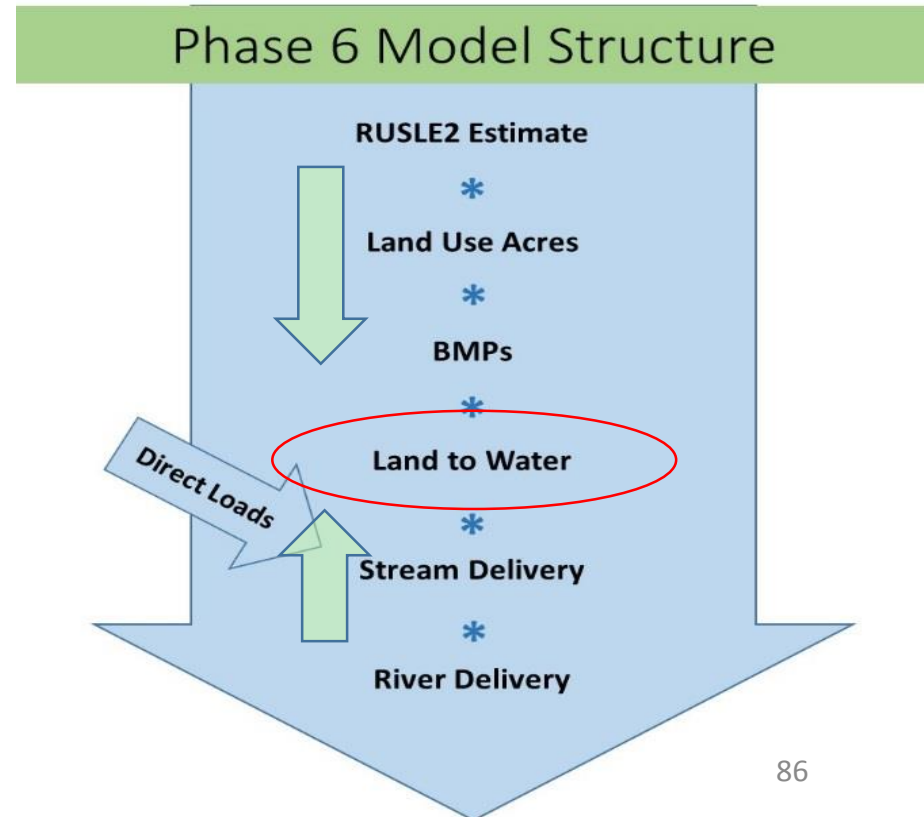 Phase 6 Model Structure
RUSLE2 Estimate
*
Land Use Acres
*
BMPs
*
Land to Water
Direct Loads
*
Stream Delivery
*
River Delivery
86